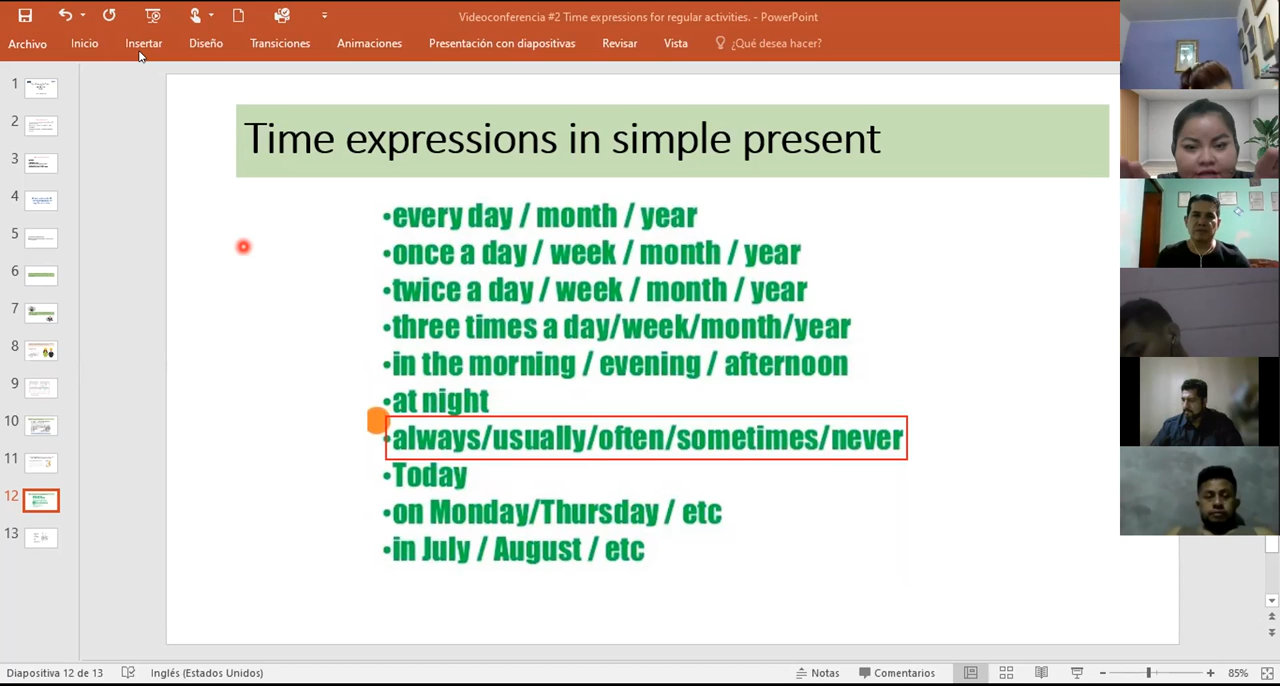 Videoconferencia #2 Time expressions for regular activities. - PowerPoint
Archivo Inicio Insertar Diseño Transiciones Animaciones Presentación con diapositivas Revisar Vista ¿Qué desea hacer?
1
2
3
4
5
6
7
8
9
10
11
12
13
Time expressions in simple present
•every day / month / year
•once a day / week / month / year
•twice a day / week / month / year
•three times a day/week/month/year
•in the morning / evening / afternoon
•at night
•always/usually/often/sometimes/never
•Today
•on Monday/Thursday / etc
•in July / August / etc
Diapositiva 12 de 13 Inglés (Estados Unidos) Notas Comentarios 85%